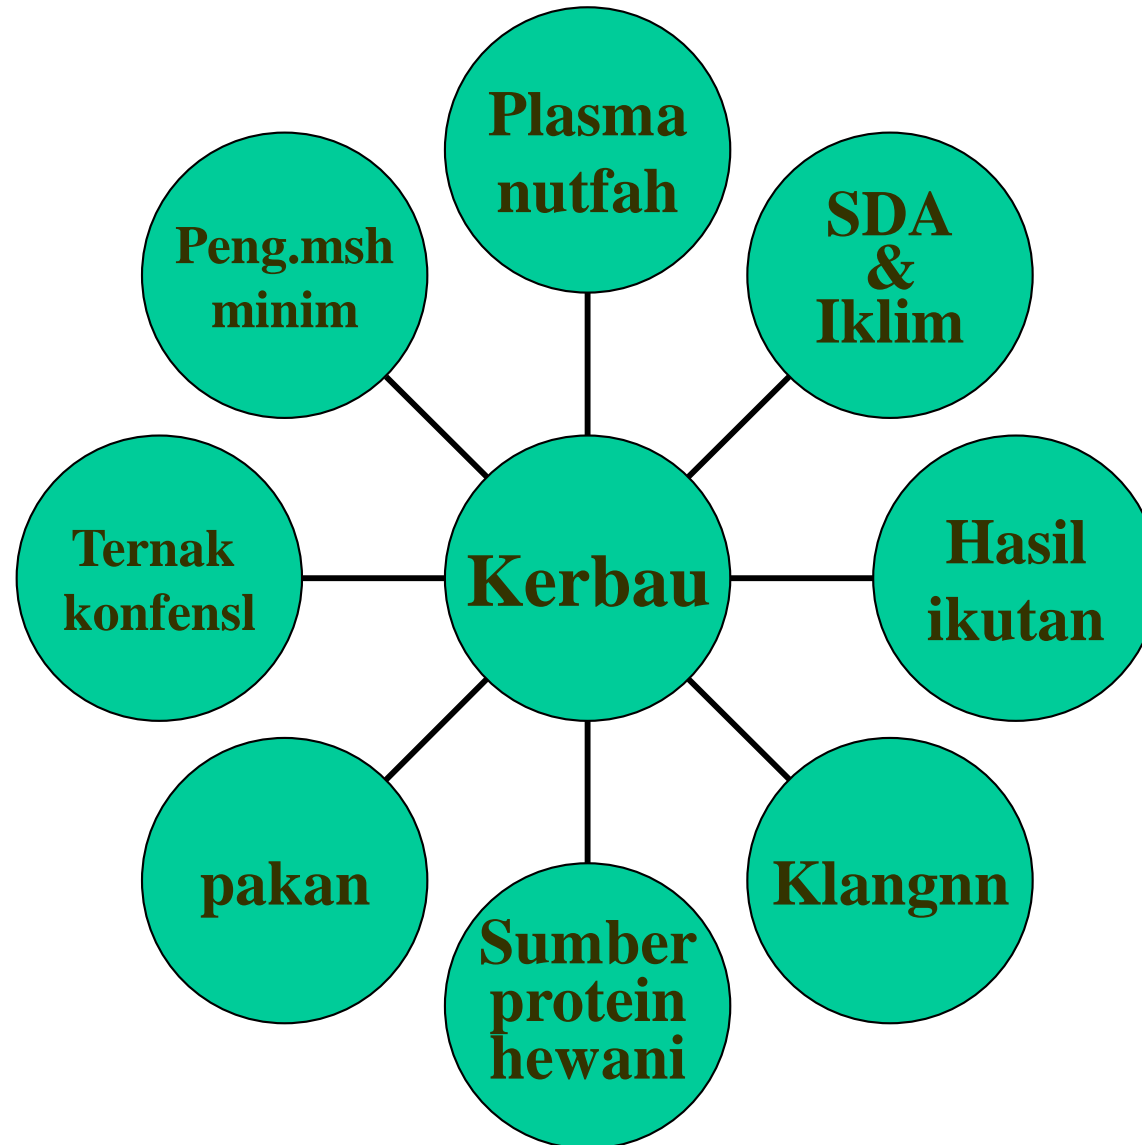 Plasma
nutfah
SDA
&
Iklim
Peng.msh
minim
Ternak
konfensl
Kerbau
Hasil
ikutan
pakan
Klangnn
Sumber
protein
hewani